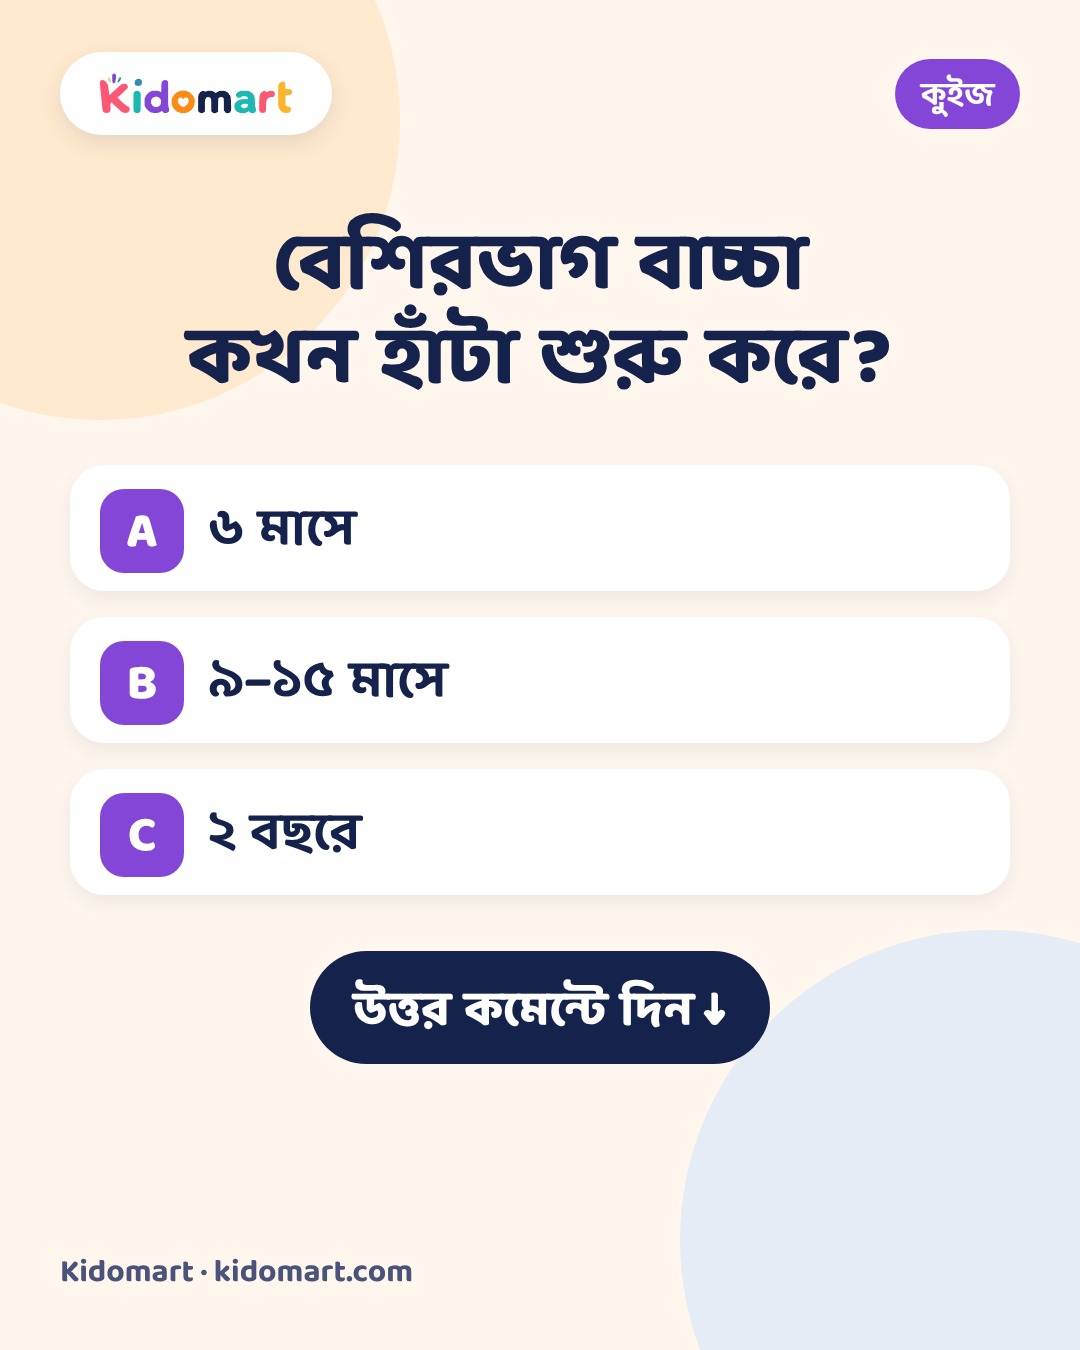 Kidomart
কুইজ
বেশিরভাগ বাচ্চা
কখন হাঁটা শুরু করে?
A ৬ মাসে
B ৯–১৫ মাসে
C ২ বছরে
উত্তর কমেন্টে দিন ↓
Kidomart · kidomart.com